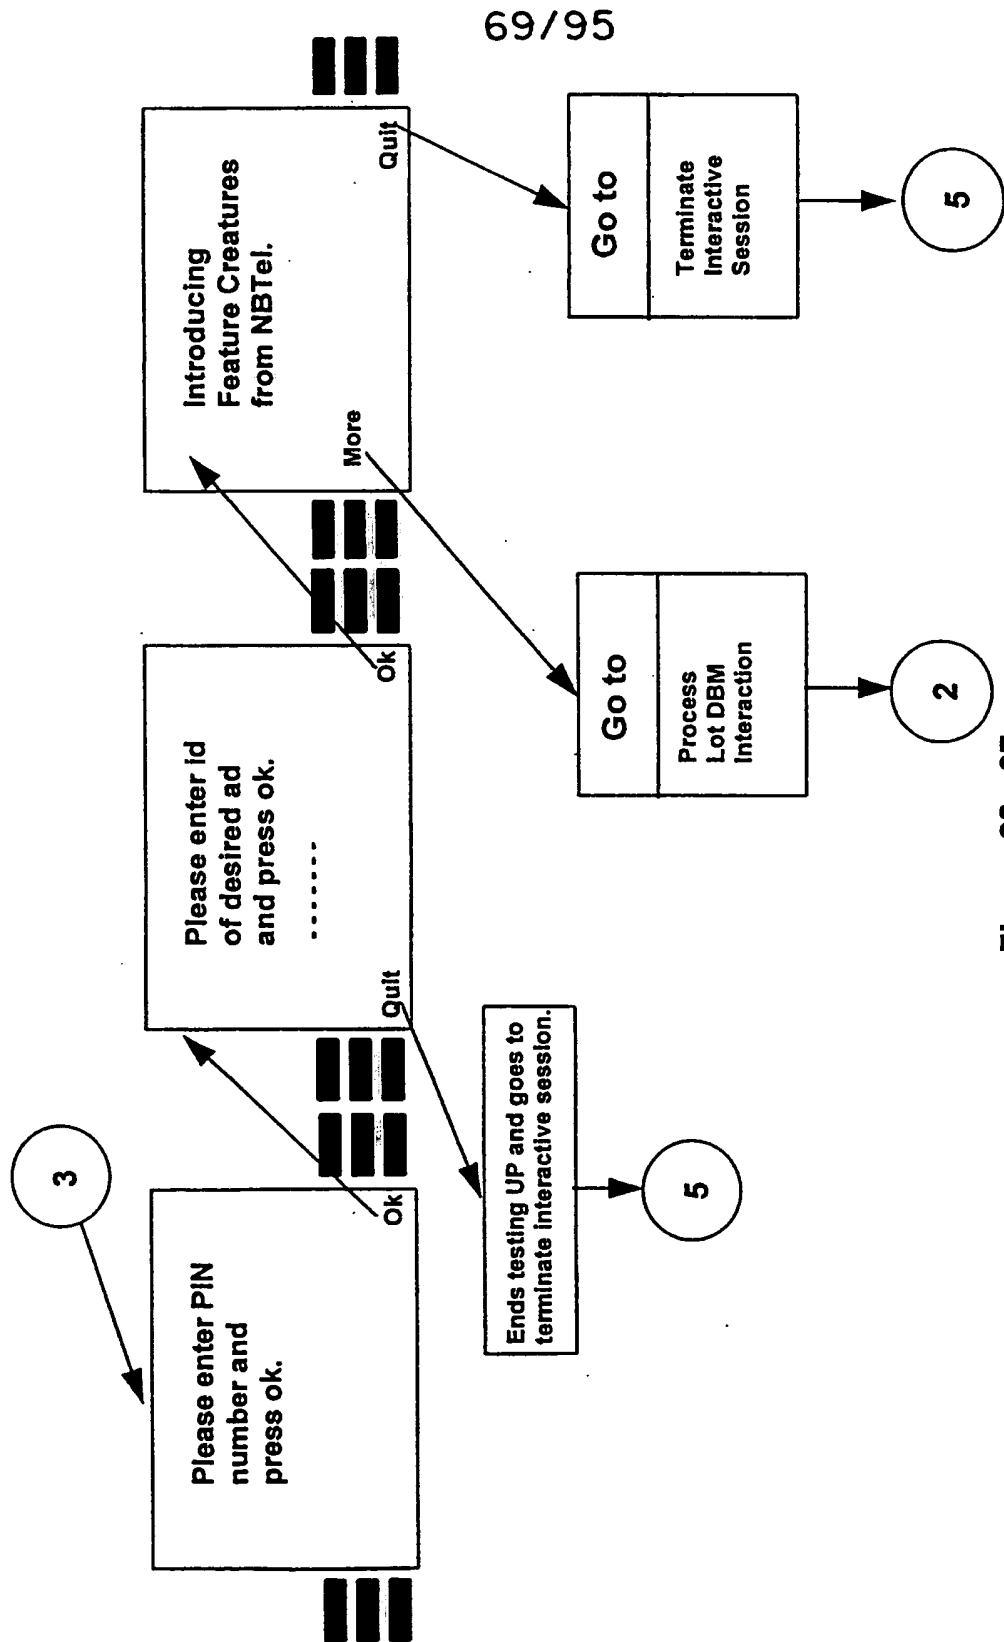 69/95
3
Please enter PIN
number and
press ok.
Ok
Please enter id
of desired ad
and press ok.
-------
Quit
Ok
Introducing
Feature Creatures
from NBTel.
More
Quit
Ends testing UP and goes to
terminate interactive session.
5
Go to
Process
Lot DBM
Interaction
2
Go to
Terminate
Interactive
Session
5